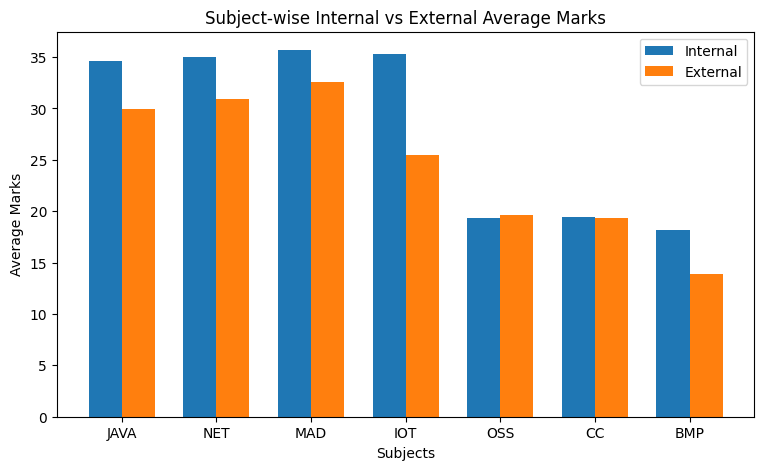 Subject-wise Internal vs External Average Marks
Internal
External
Average Marks
35
30
25
20
15
10
5
0
JAVA NET MAD IOT OSS CC BMP
Subjects